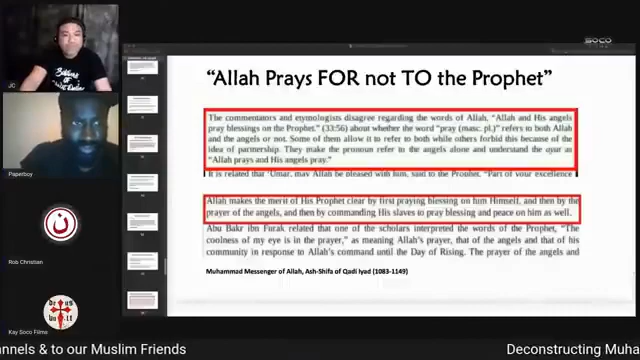 SOCO
"Allah Prays FOR not TO the Prophet"
The commentators and etymologists disagree regarding the words of Allah, "Allah and His angels
pray blessings on the Prophet." (33:56) about whether the word "pray (masc. pl.)" refers to both Allah
and the angels or not. Some of them allow it to refer to both while others forbid this because of the
idea of partnership. They make the pronoun refer to the angels alone and understand the ayat as
"Allah prays and His angels pray."
It is related that 'Umar, may Allah be pleased with him, said to the Prophet, "Part of your excellence
Allah makes the merit of His Prophet clear by first praying blessing on him Himself, and then by the
prayer of the angels, and then by commanding His slaves to pray blessing and peace on him as well.
Abu Bakr ibn Furak related that one of the scholars interpreted the words of the Prophet, "The
coolness of my eye is in the prayer," as meaning Allah's prayer, that of the angels and that of his
community in response to Allah's command until the Day of Rising. The prayer of the angels and
Muhammad Messenger of Allah, Ash-Shifa of Qadi Iyad (1083-1149)
JC
Paperboy
ن
Rob Christian
Kay Soco Films
hannels & to our Muslim Friends
Deconstructing Muha